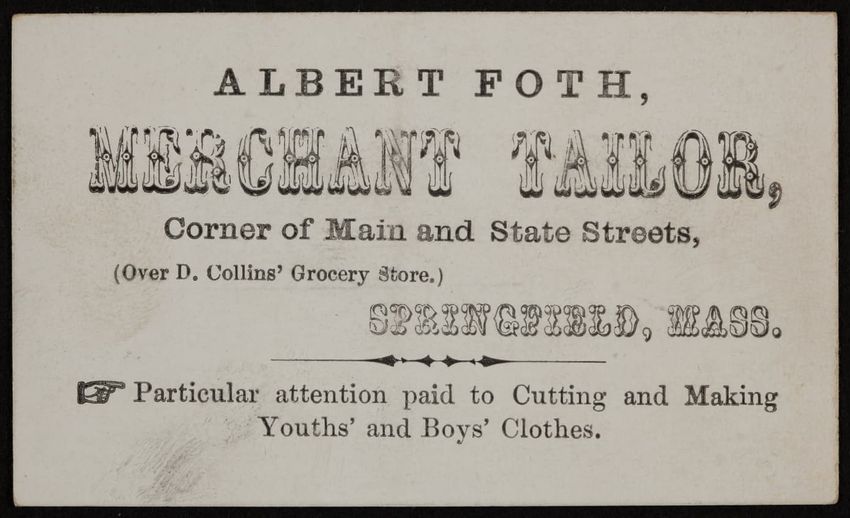 ALBERT FOTH,
MERCHANT TAILOR,
Corner of Main and State Streets,
(Over D. Collins' Grocery Store.)
SPRINGFIELD, MASS.
☞ Particular attention paid to Cutting and Making
Youths' and Boys' Clothes.